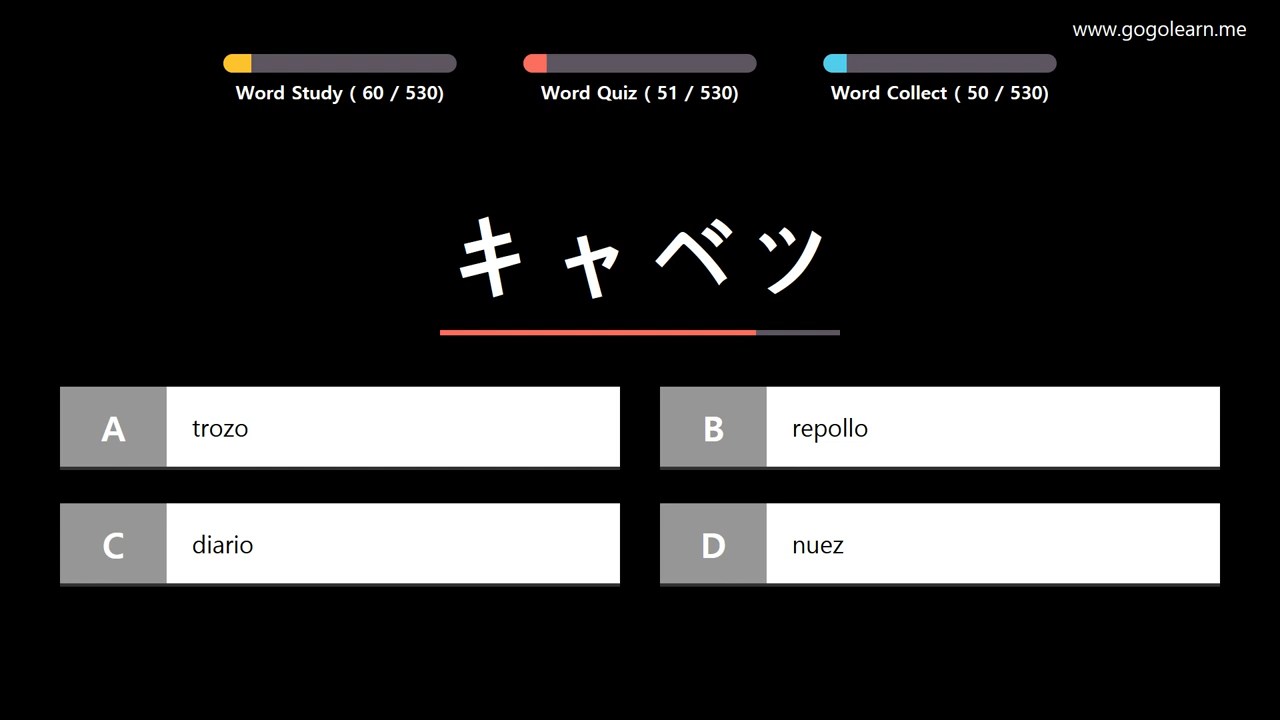 www.gogolearn.me
Word Study ( 60 / 530)
Word Quiz ( 51 / 530)
Word Collect ( 50 / 530)
キャベツ
A trozo
B repollo
C diario
D nuez